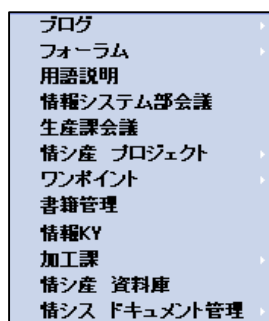 ブログ
フォーラム
用語説明
情報システム部会議
生産課会議
情シ産 プロジェクト
ワンポイント
書籍管理
情報KY
加工課
情シ産 資料庫
情シス ドキュメント管理